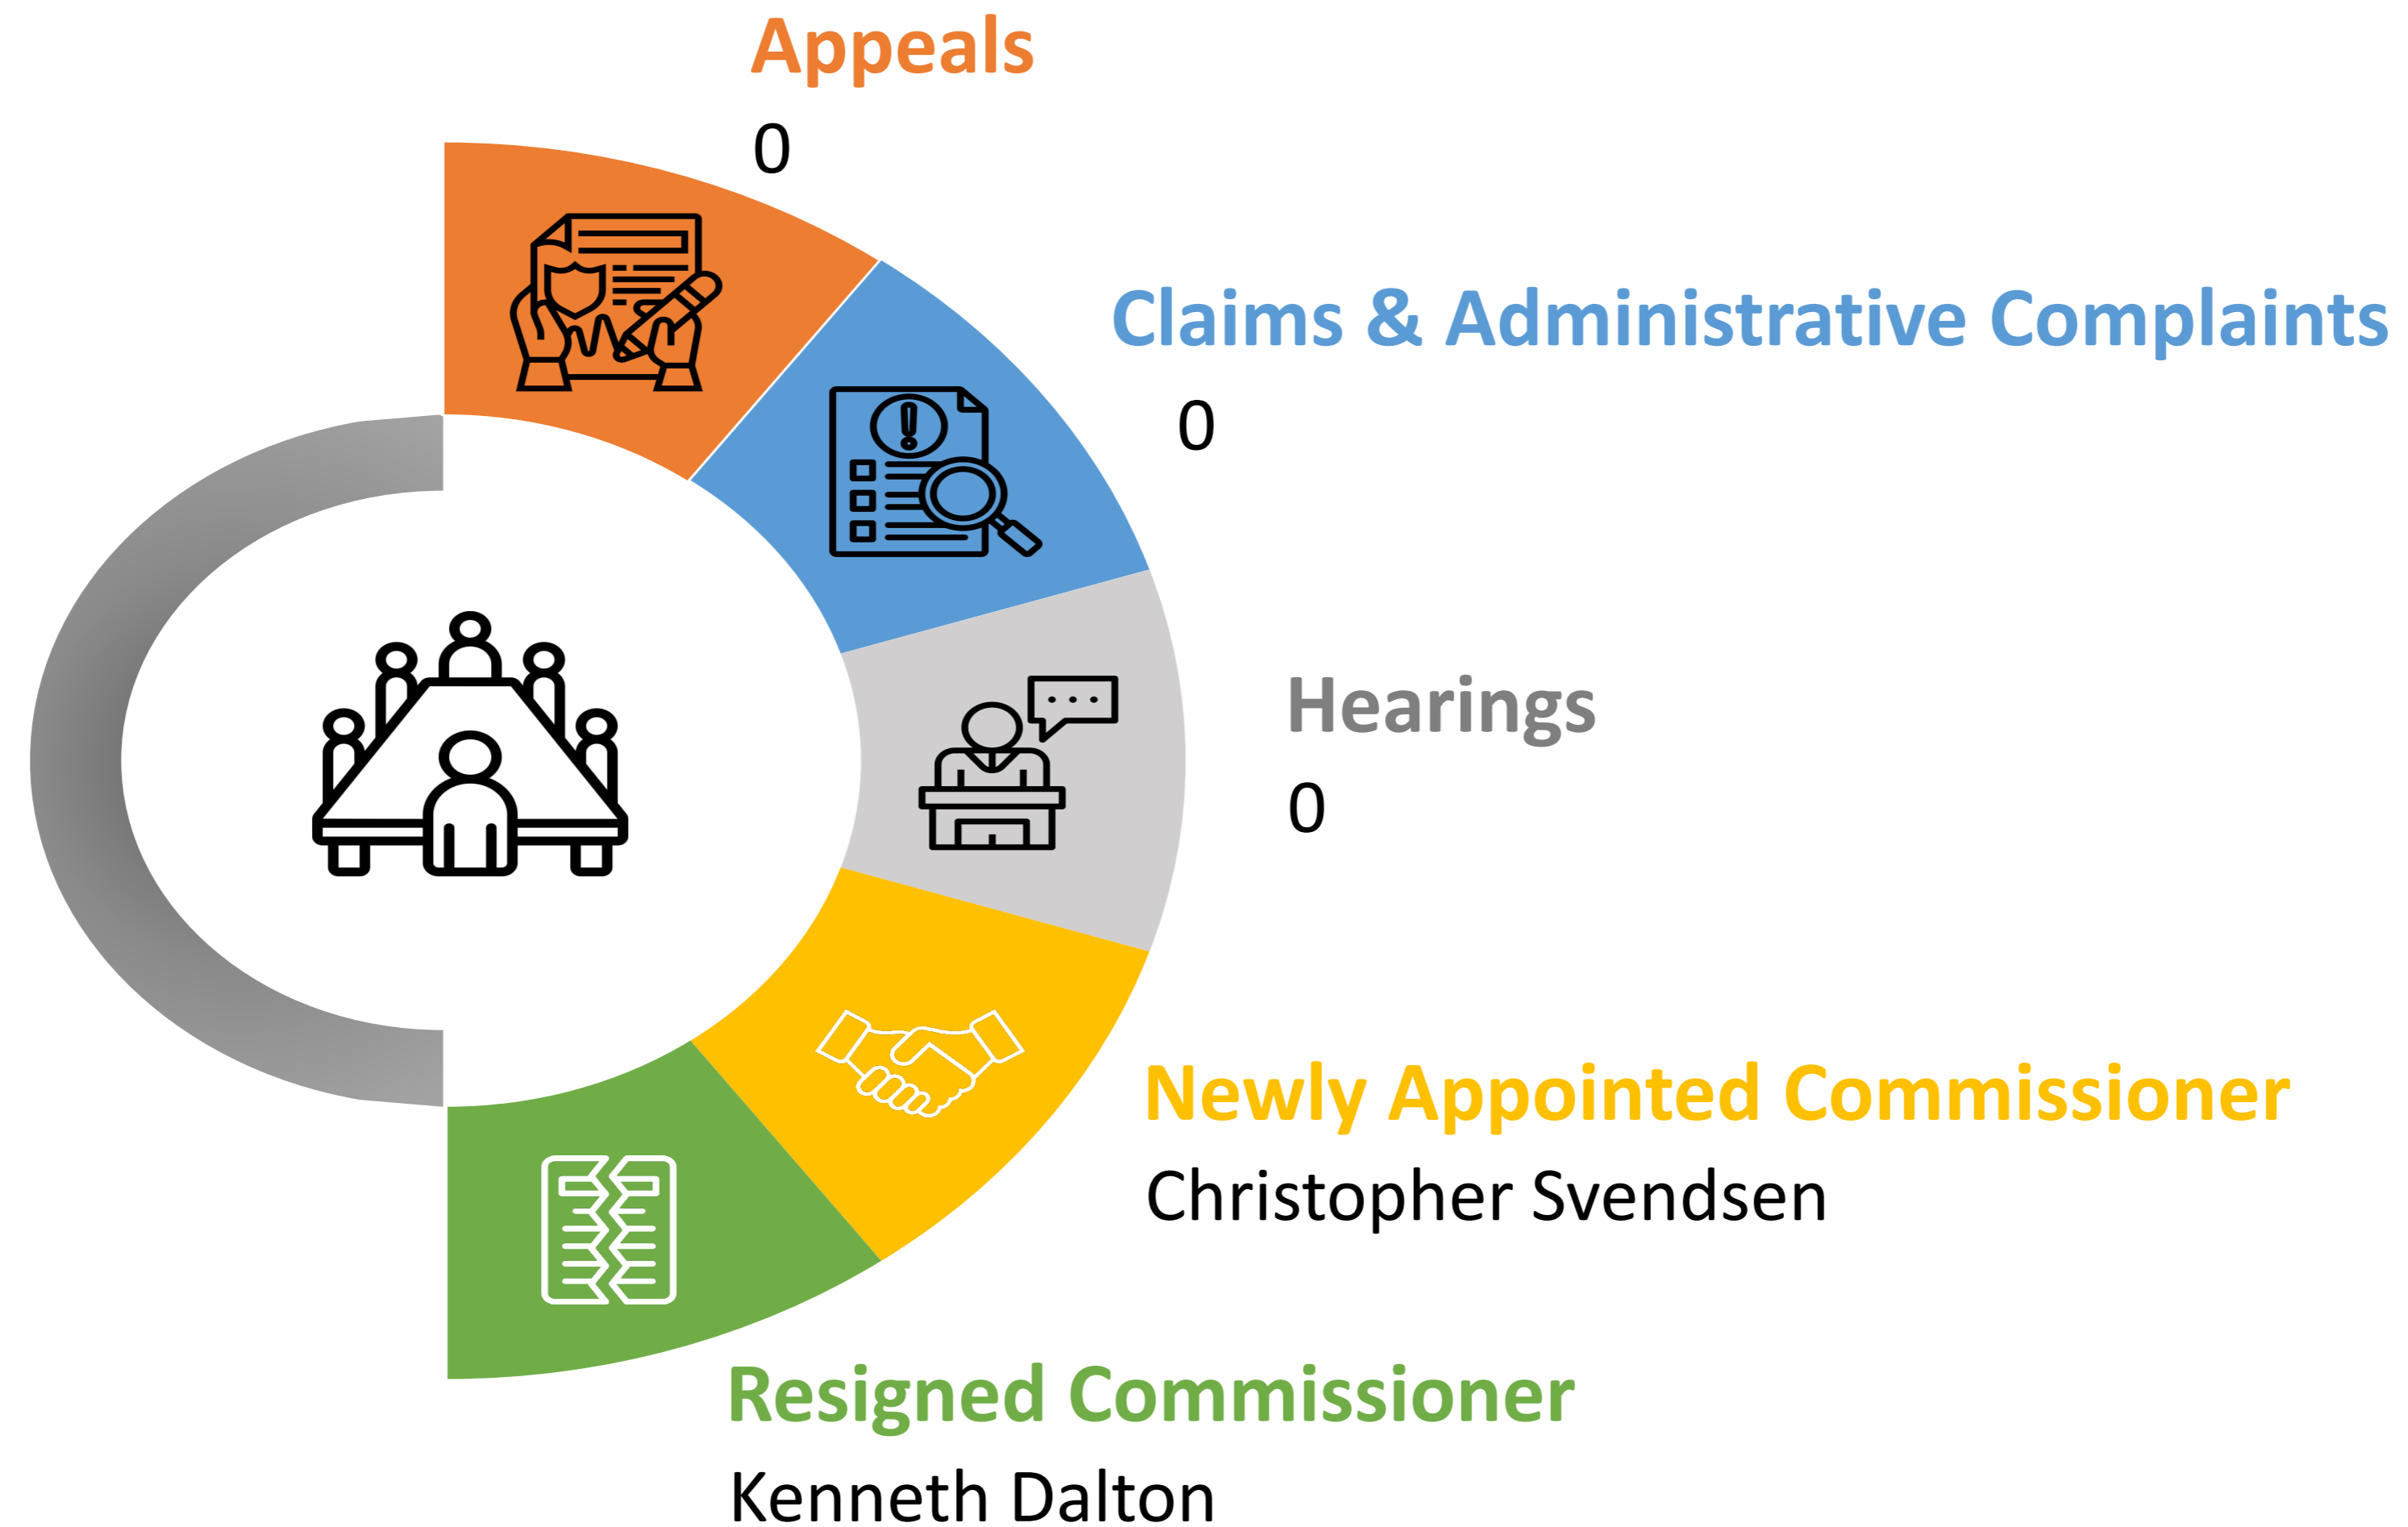 Appeals
0
Claims & Administrative Complaints
0
Hearings
0
Newly Appointed Commissioner
Christopher Svendsen
Resigned Commissioner
Kenneth Dalton